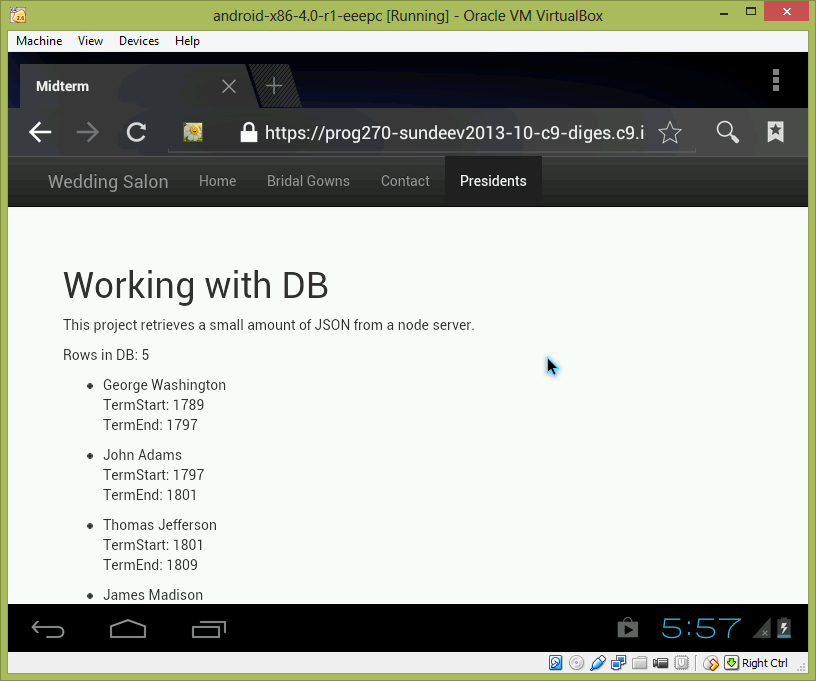 android-x86-4.0-r1-eeepc [Running] - Oracle VM VirtualBox
Machine View Devices Help
Midterm
https://prog270-sundeev2013-10-c9-diges.c9.i
Wedding Salon Home Bridal Gowns Contact Presidents
Working with DB
This project retrieves a small amount of JSON from a node server.
Rows in DB: 5
George Washington
TermStart: 1789
TermEnd: 1797
John Adams
TermStart: 1797
TermEnd: 1801
Thomas Jefferson
TermStart: 1801
TermEnd: 1809
James Madison
5:57
Right Ctrl